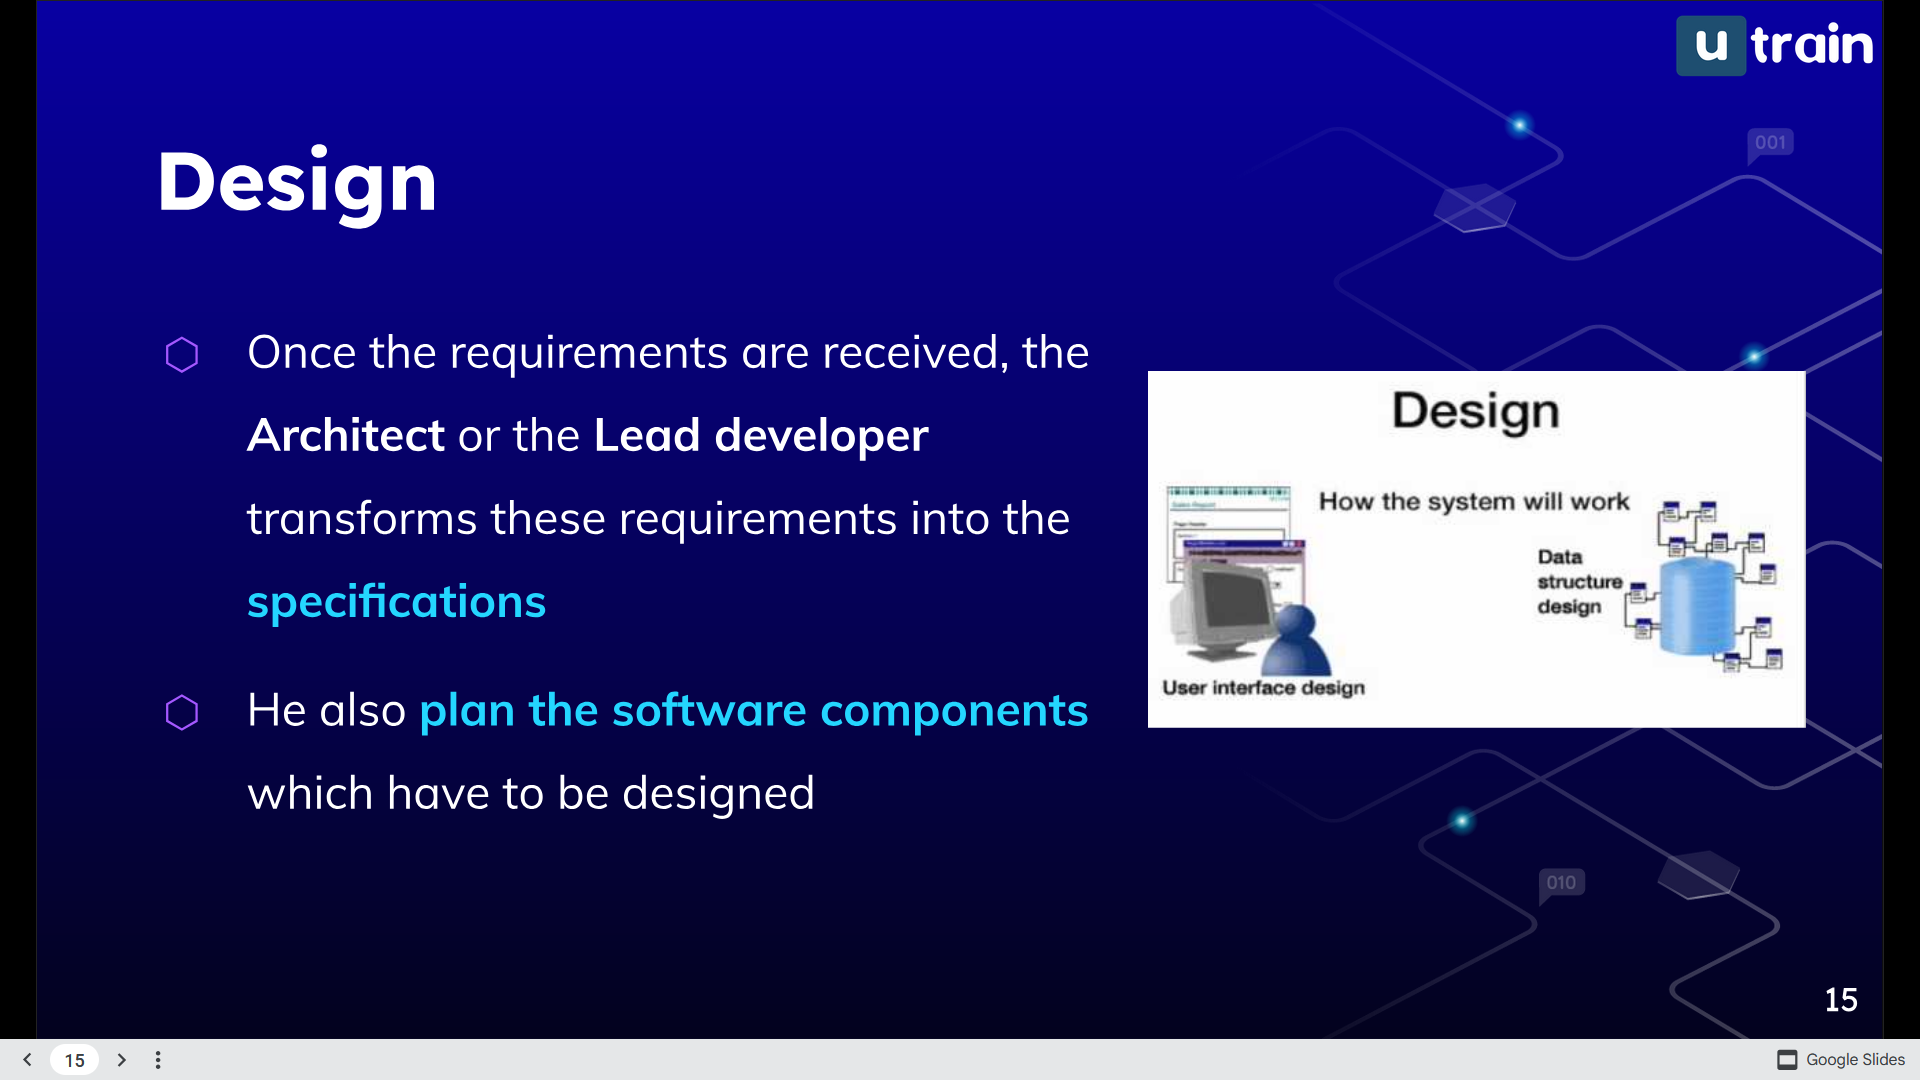 u train
001
Design
Once the requirements are received, the
Architect or the Lead developer
transforms these requirements into the
specifications
He also plan the software components
which have to be designed
Design
How the system will work
Sales Report
Data
structure
design
User interface design
010
15
15
Google Slides